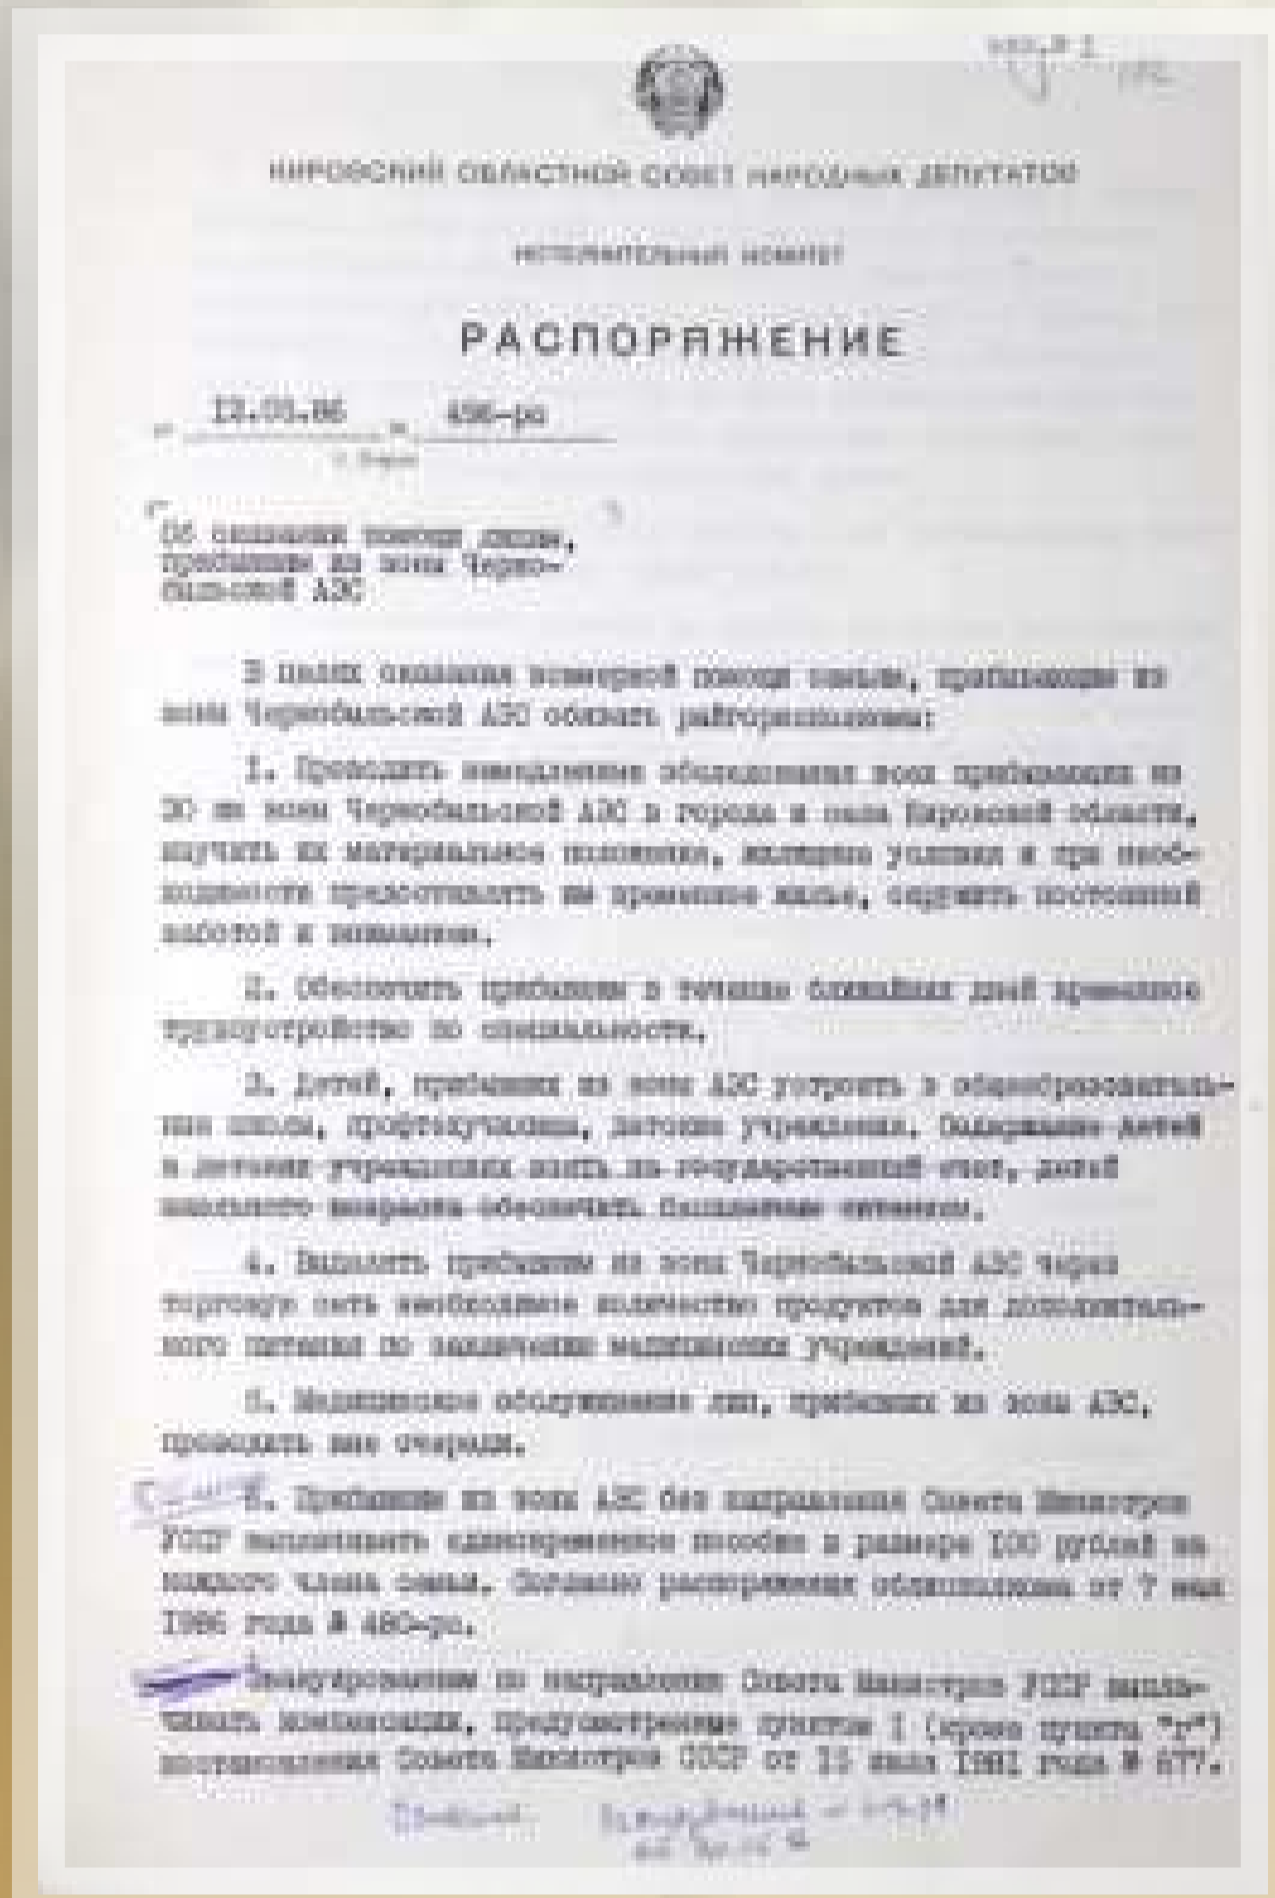 КИРОВСКИЙ ОБЛАСТНОЙ СОВЕТ НАРОДНЫХ ДЕПУТАТОВ
ИСПОЛНИТЕЛЬНЫЙ КОМИТЕТ
РАСПОРЯЖЕНИЕ
г. Киров
Об оказании помощи лицам,
прибывшим из зоны Черно-
быльской АЭС
В целях оказания всемерной помощи семьям, прибывающим из
зоны Чернобыльской АЭС обязать райгорисполкомы:
1. Проводить немедленные обследования всех прибывающих из
30 км зоны Чернобыльской АЭС в города и села Кировской области,
изучить их материальное положение, жилищные условия и при необ-
ходимости предоставлять им временное жилье, окружить постоянной
заботой и вниманием.
2. Обеспечить прибывшим в течение ближайших дней временное
трудоустройство по специальности.
3. Детей, прибывших из зоны АЭС устроить в общеобразователь-
ные школы, профтехучилища, детские учреждения. Содержание детей
в детских учреждениях взять на государственный счет, детей
школьного возраста обеспечить бесплатным питанием.
4. Выделять прибывшим из зоны Чернобыльской АЭС через
торговую сеть необходимое количество продуктов для дополнитель-
ного питания по заключению медицинских учреждений.
5. Медицинское обслуживание лиц, прибывших из зоны АЭС,
проводить вне очереди.
6. Прибывшим из зоны АЭС без направления Совета Министров
УССР выплачивать единовременное пособие в размере 100 рублей на
каждого члена семьи. Согласно распоряжения облисполкома от 7 мая
1986 года № 480-ро.
Эвакуированным по направлению Совета Министров УССР выпла-
чивать компенсации, предусмотренные пунктом I (кроме пункта "г")
постановления Совета Министров СССР от 15 июля 1981 года № 677.